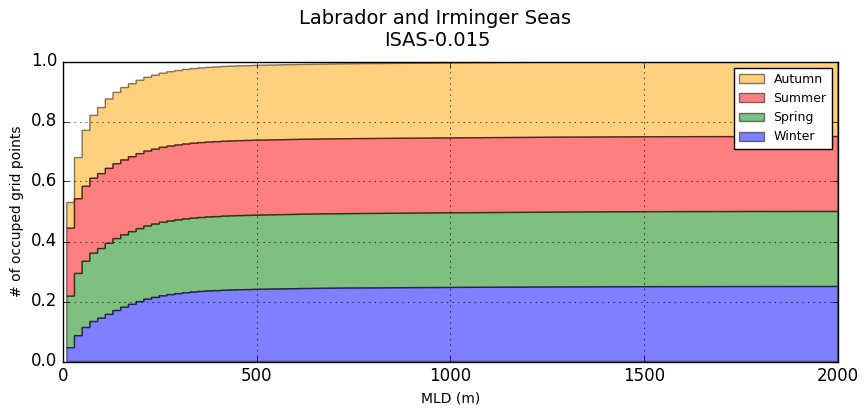 Labrador and Irminger Seas
ISAS-0.015
# of occuped grid points
1.0
0.8
0.6
0.4
0.2
0.0
0
500
1000
1500
2000
MLD (m)
Autumn
Summer
Spring
Winter